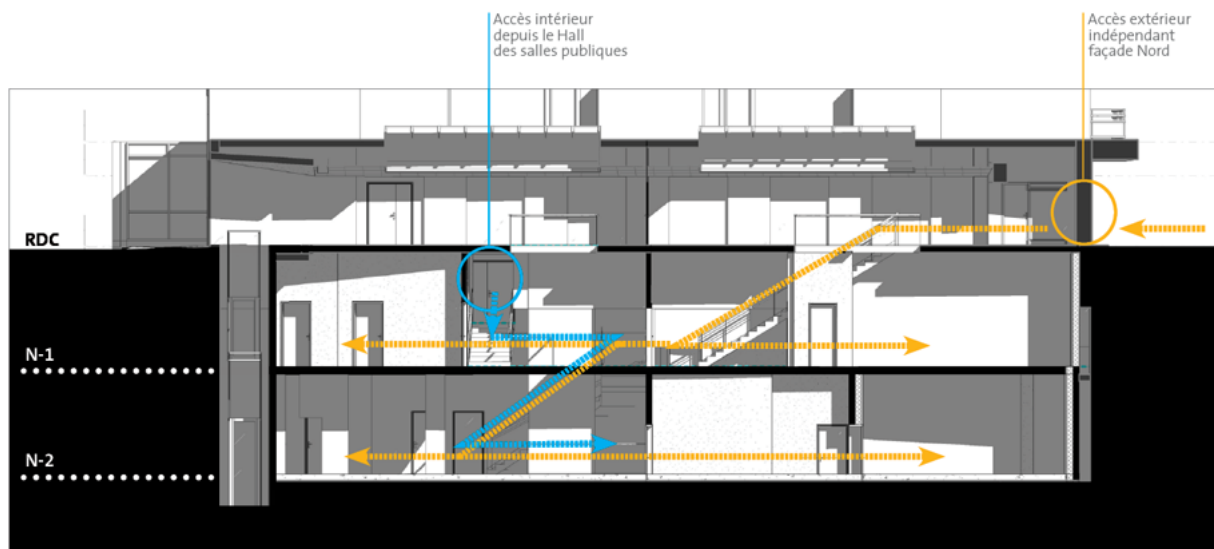 Accès intérieur
depuis le Hall
des salles publiques
Accès extérieur
indépendant
façade Nord
RDC
N-1
N-2